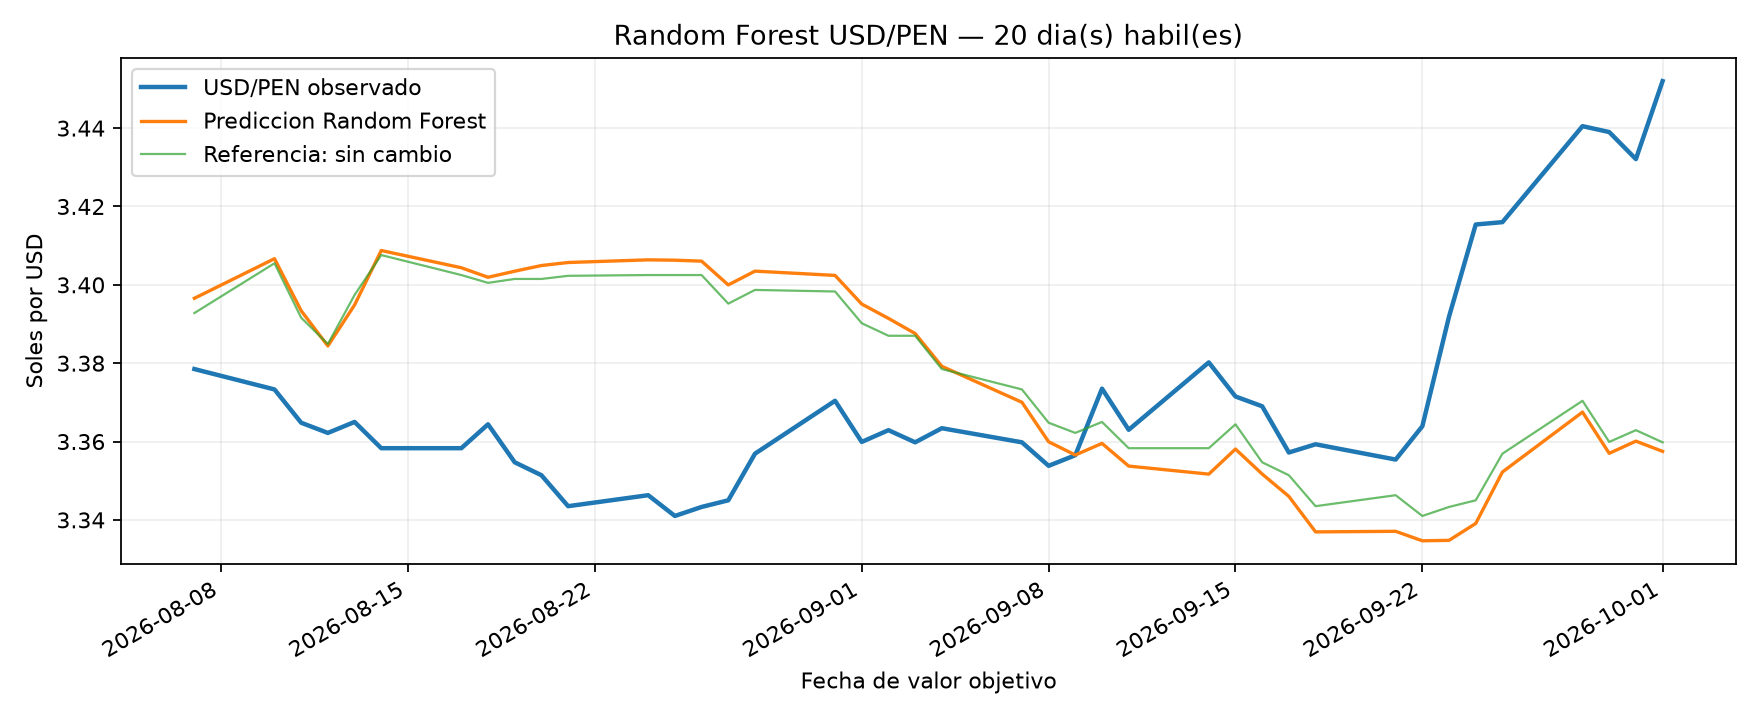 Random Forest USD/PEN — 20 dia(s) habil(es)
USD/PEN observado
Prediccion Random Forest
Referencia: sin cambio
Soles por USD
3.44
3.42
3.40
3.38
3.36
3.34
2026-08-08
2026-08-15
2026-08-22
2026-09-01
2026-09-08
2026-09-15
2026-09-22
2026-10-01
Fecha de valor objetivo